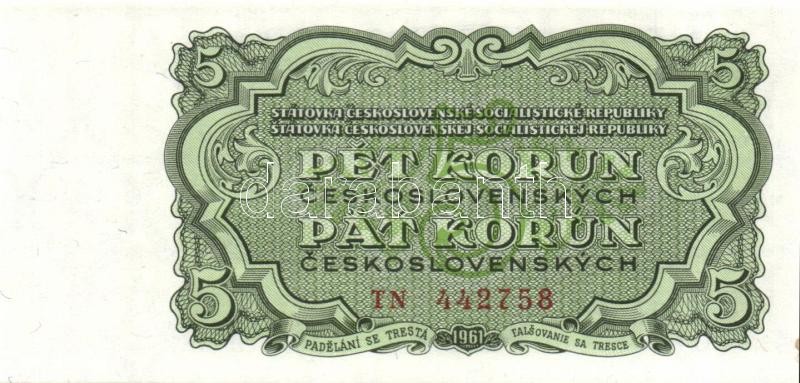 5 5
STÁTOVKA ČESKOSLOVENSKÉ SOCIALISTICKÉ REPUBLIKY
ŠTÁTOVKA ČESKOSLOVENSKEJ SOCIALISTICKEJ REPUBLIKY
PĚT KORUN
ČESKOSLOVENSKÝCH
darabanth
PÄŤ KORÚN
ČESKOSLOVENSKÝCH
5 5
TN 442758
PADĚLÁNÍ SE TRESTÁ 1961 FALŠOVANIE SA TRESCE